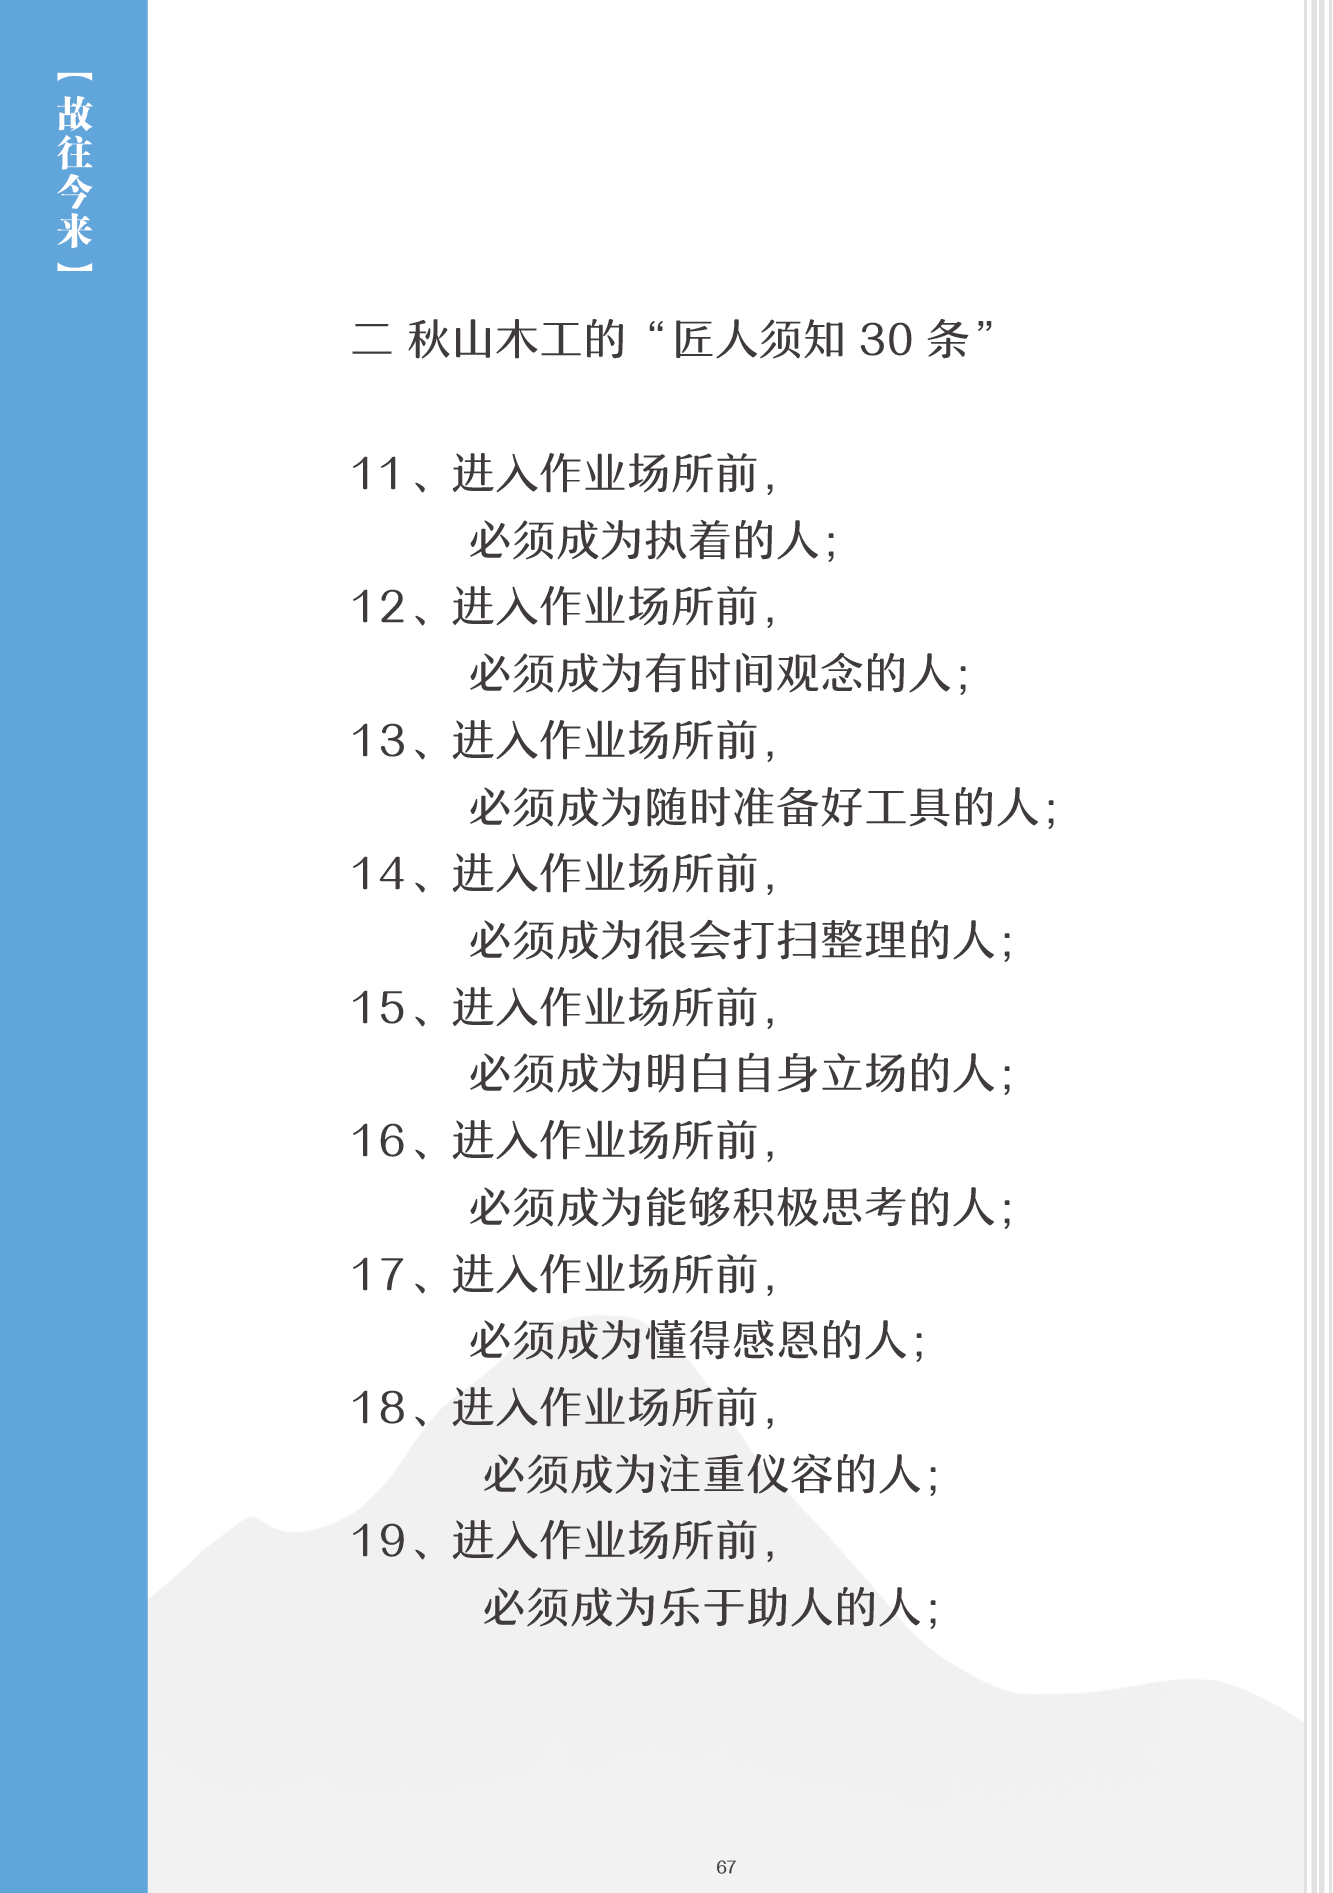 【故往今来】
二 秋山木工的“匠人须知 30 条”
11、进入作业场所前，
必须成为执着的人；
12、进入作业场所前，
必须成为有时间观念的人；
13、进入作业场所前，
必须成为随时准备好工具的人；
14、进入作业场所前，
必须成为很会打扫整理的人；
15、进入作业场所前，
必须成为明白自身立场的人；
16、进入作业场所前，
必须成为能够积极思考的人；
17、进入作业场所前，
必须成为懂得感恩的人；
18、进入作业场所前，
必须成为注重仪容的人；
19、进入作业场所前，
必须成为乐于助人的人；
67